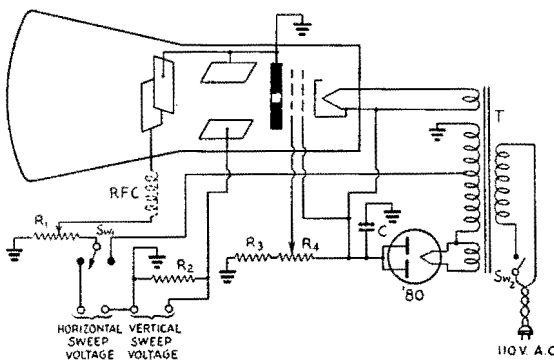 T
RFC
R1
Sw1
R2
R3
R4
C
'80
Sw2
HORIZONTAL
SWEEP
VOLTAGE
VERTICAL
SWEEP
VOLTAGE
110 V. A.C.